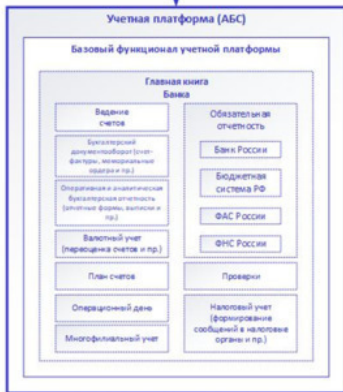 Учетная платформа (АБС)
Базовый функционал учетной платформы
Главная книга
Банка
Ведение
счетов
Бухгалтерский
документооборот (счет-
фактуры, мемориальные
ордера и пр.)
Оперативная и аналитическая
бухгалтерская отчетность
(отчетные формы, выписки и
пр.)
Валютный учет
(переоценка счетов и пр.)
План счетов
Операционный день
Многофилиальный учет
Обязательная
отчетность
Банк России
Бюджетная
система РФ
ФАС России
ФНС России
Проверки
Налоговый учет
(формирование
сообщений в налоговые
органы и пр.)